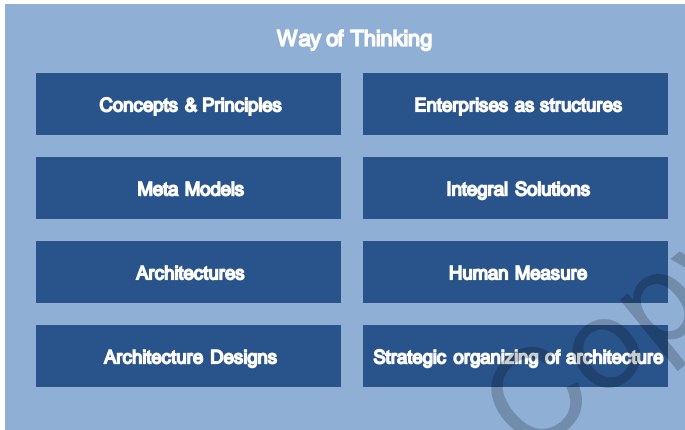 Way of Thinking
Concepts & Principles
Enterprises as structures
Meta Models
Integral Solutions
Architectures
Human Measure
Architecture Designs
Strategic organizing of architecture
Cop